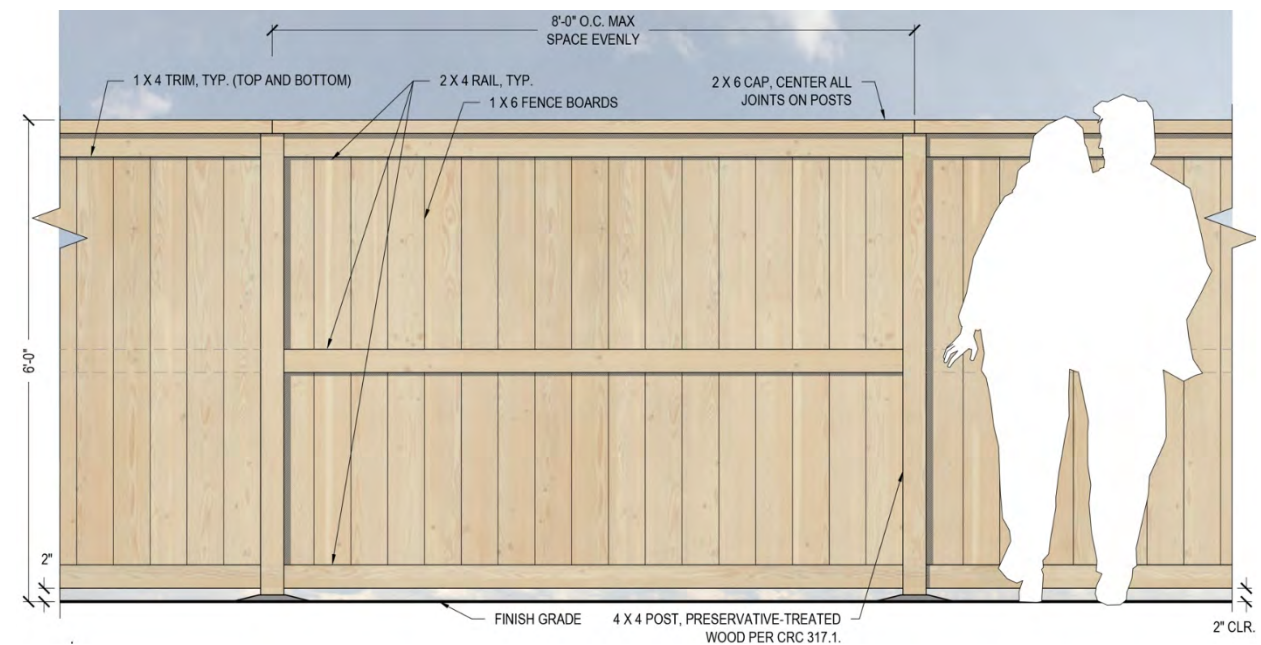 8'-0" O.C. MAX
SPACE EVENLY
1 X 4 TRIM, TYP. (TOP AND BOTTOM)
2 X 4 RAIL, TYP.
1 X 6 FENCE BOARDS
2 X 6 CAP, CENTER ALL
JOINTS ON POSTS
6'-0"
2"
FINISH GRADE
4 X 4 POST, PRESERVATIVE-TREATED
WOOD PER CRC 317.1.
2" CLR.